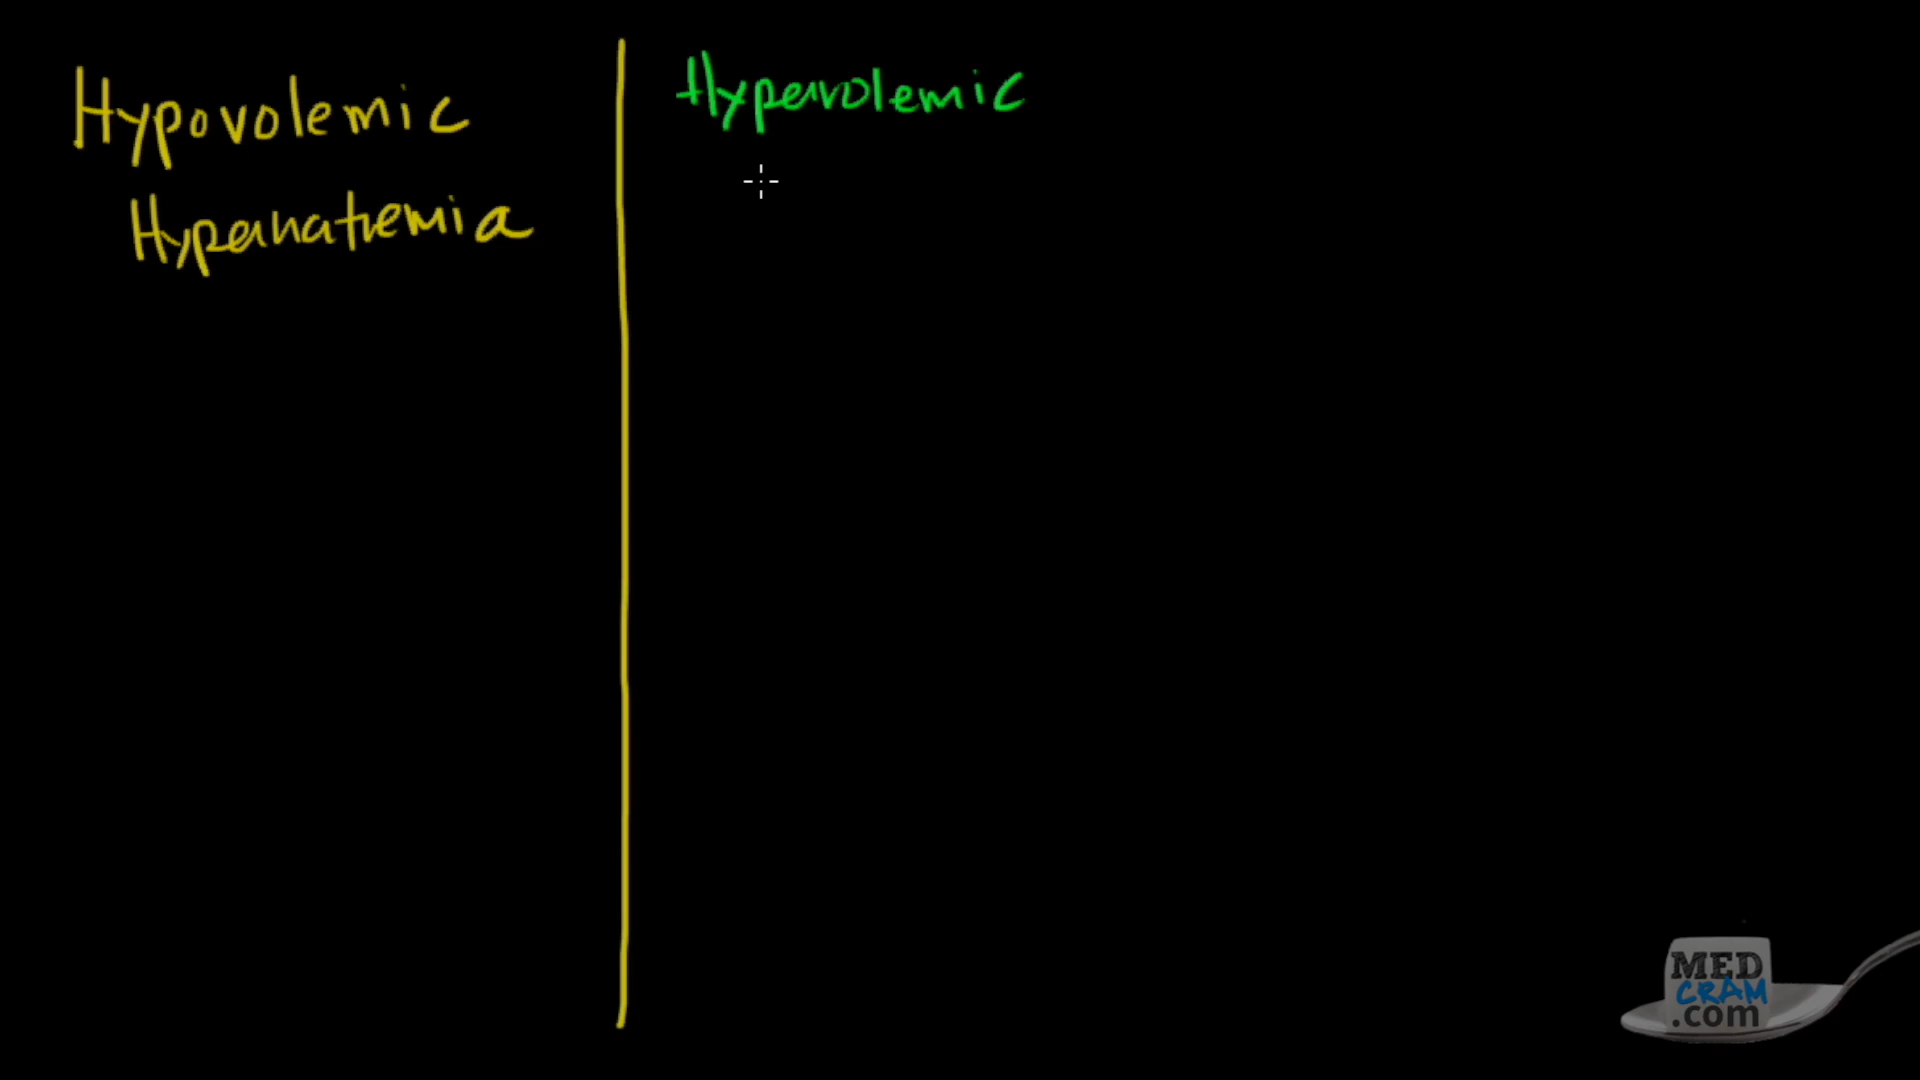 Hypovolemic
Hypernatremia
Hypervolemic
MED
CRAM
.com